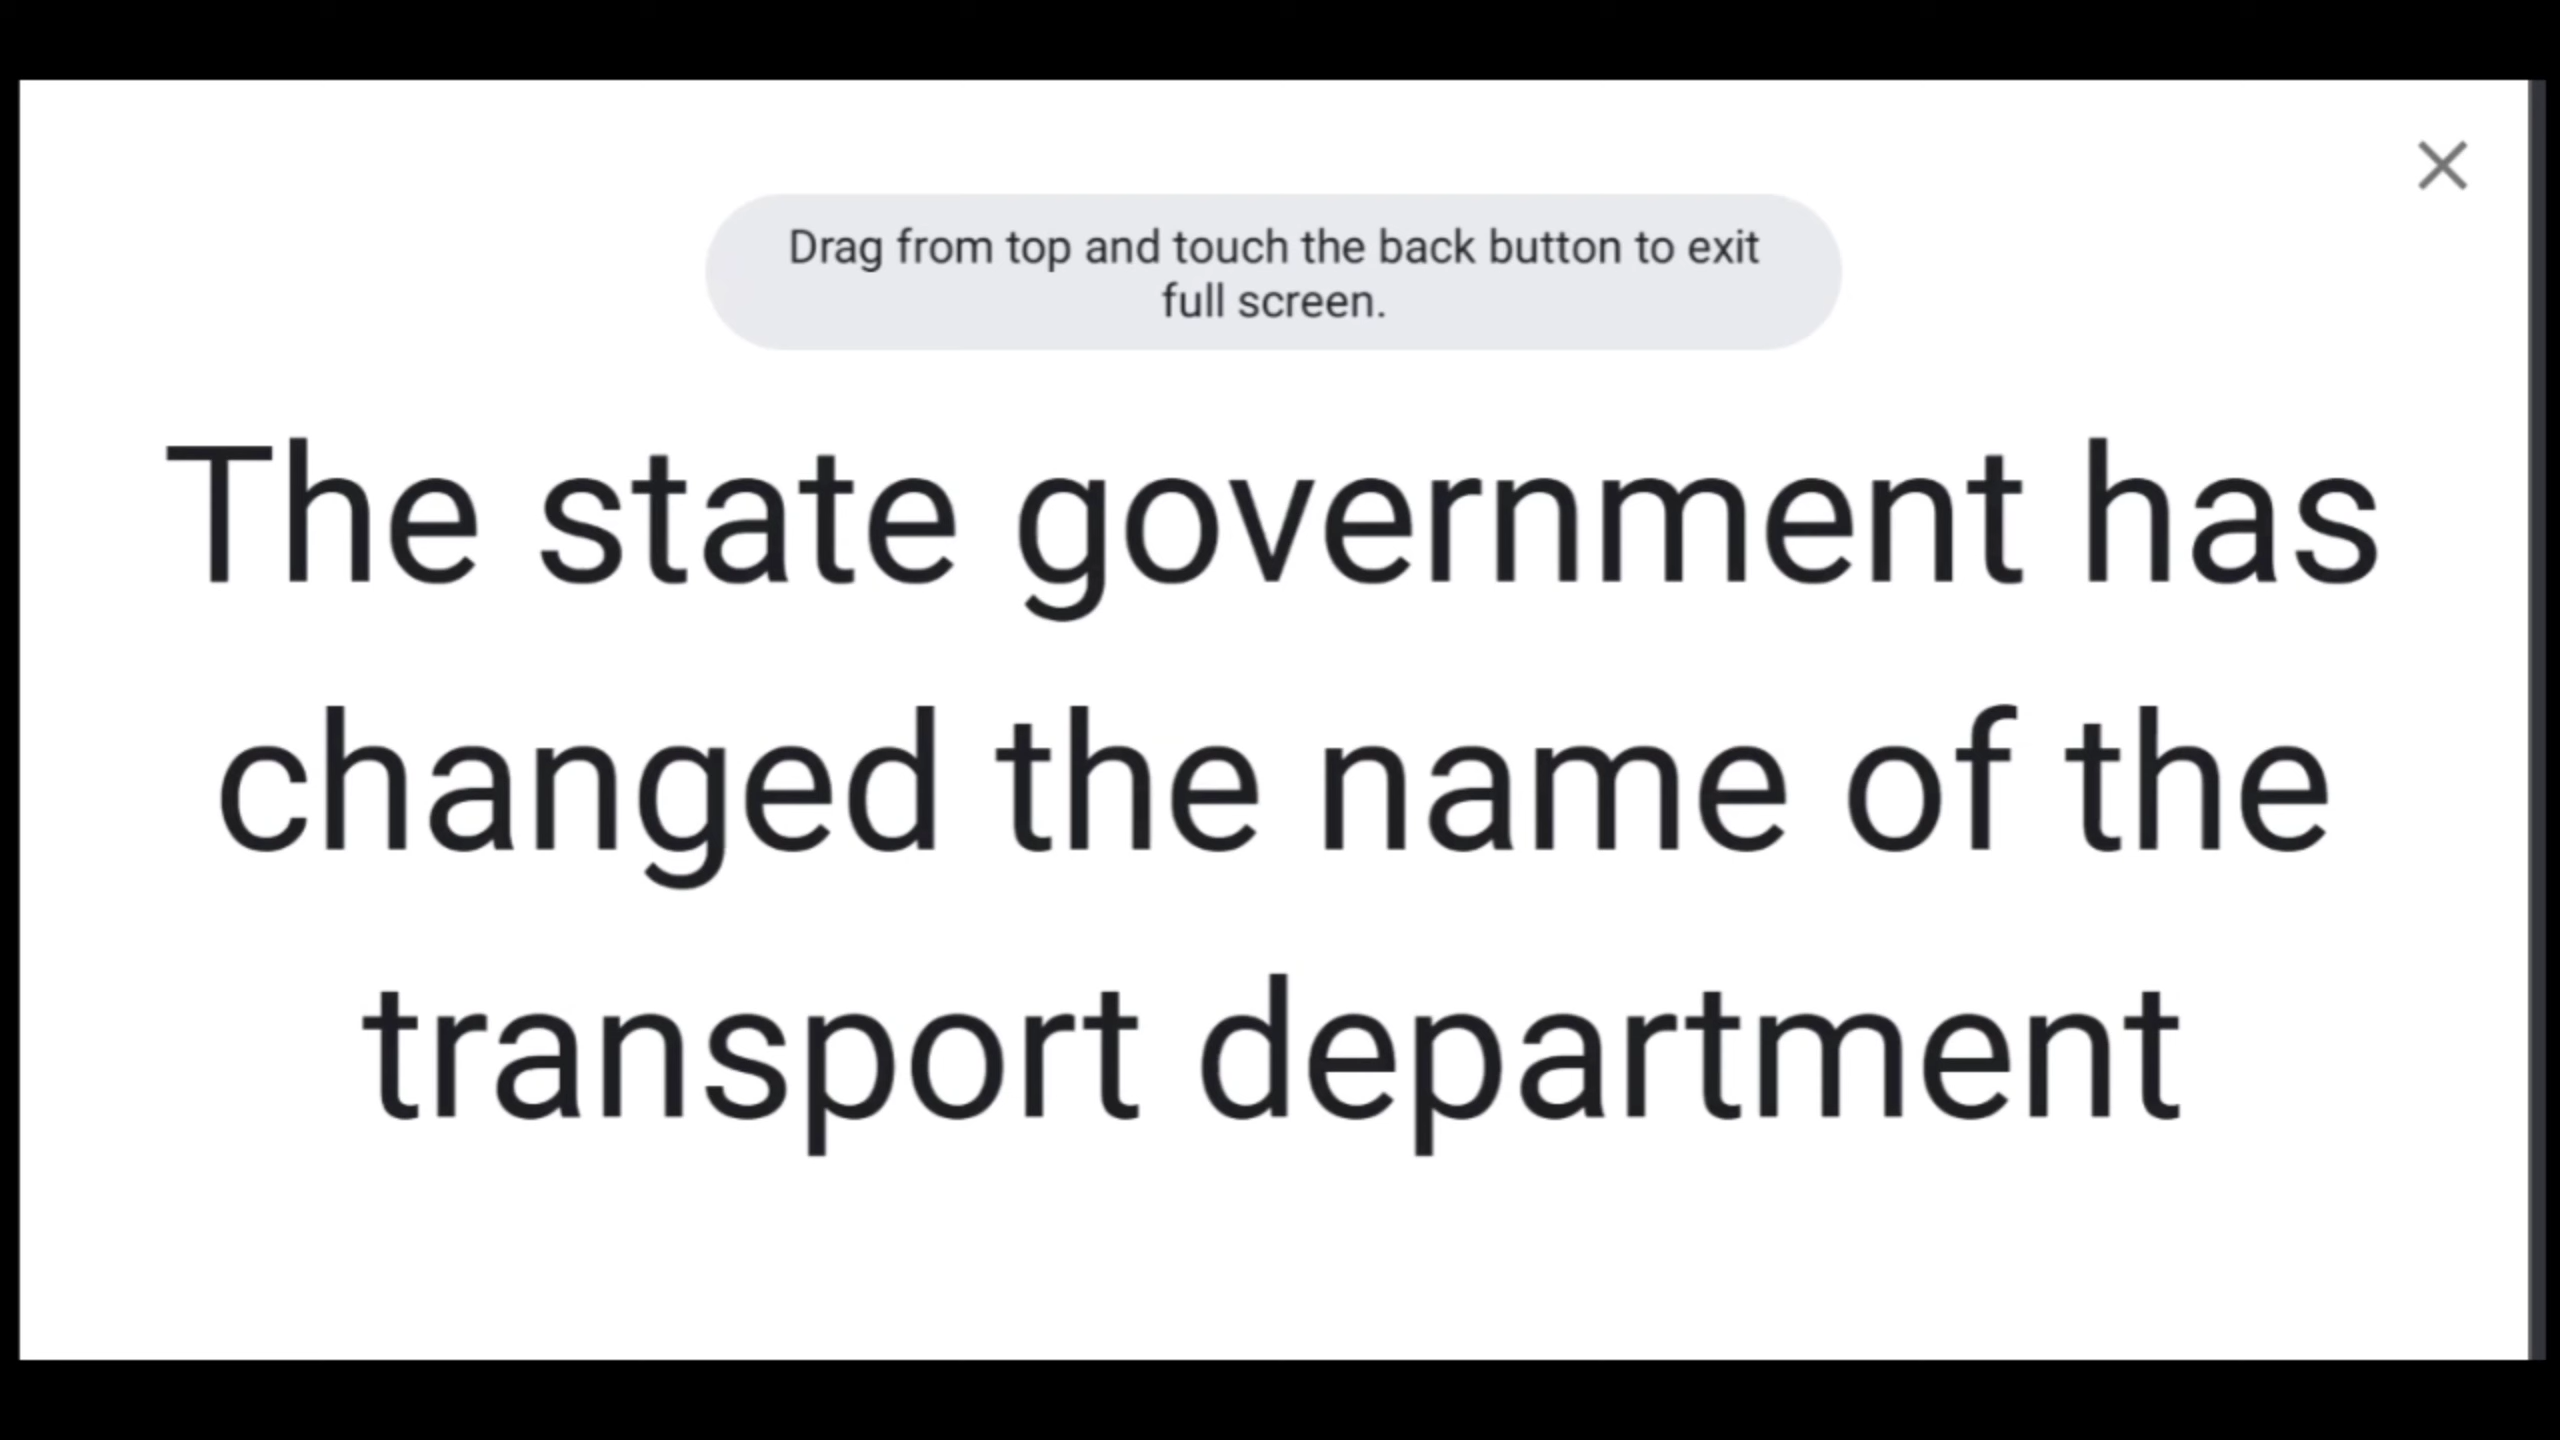 Drag from top and touch the back button to exit
full screen.
The state government has
changed the name of the
transport department